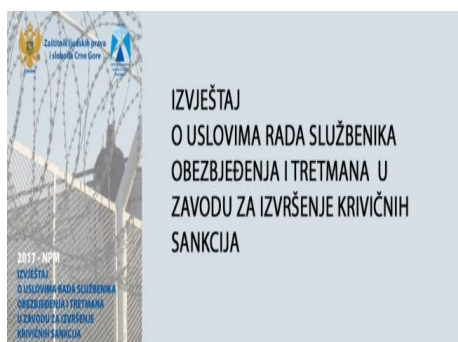 Zaštitnik ljudskih prava
i sloboda Crne Gore
2017 - NPM
IZVJEŠTAJ
O USLOVIMA RADA SLUŽBENIKA
OBEZBJEĐENJA I TRETMANA
U ZAVODU ZA IZVRŠENJE
KRIVIČNIH SANKCIJA
IZVJEŠTAJ
O USLOVIMA RADA SLUŽBENIKA
OBEZBJEĐENJA I TRETMANA U
ZAVODU ZA IZVRŠENJE KRIVIČNIH
SANKCIJA